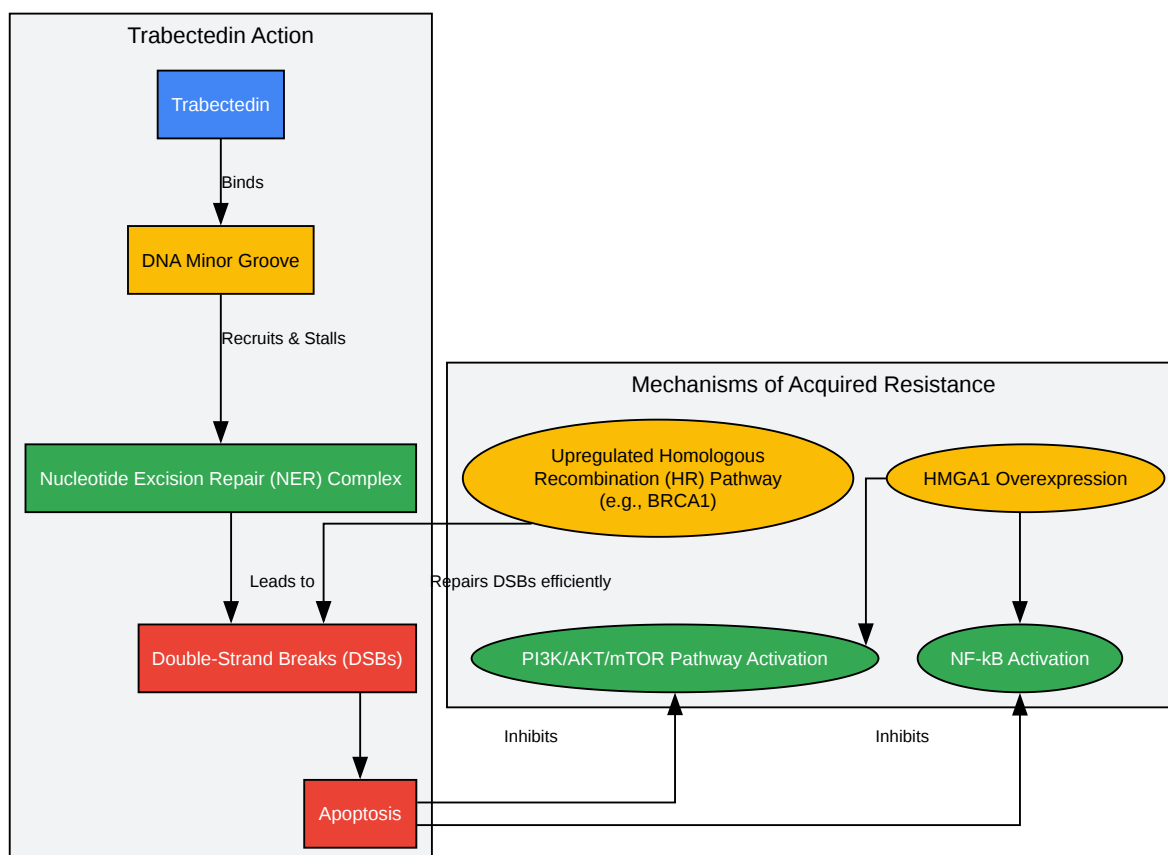 Trabectedin Action
Trabectedin
Binds
DNA Minor Groove
Recruits & Stalls
Mechanisms of Acquired Resistance
Nucleotide Excision Repair (NER) Complex
Upregulated Homologous
Recombination (HR) Pathway
(e.g., BRCA1)
HMGA1 Overexpression
Leads to
Repairs DSBs efficiently
Double-Strand Breaks (DSBs)
PI3K/AKT/mTOR Pathway Activation
NF-kB Activation
Inhibits
Inhibits
Apoptosis